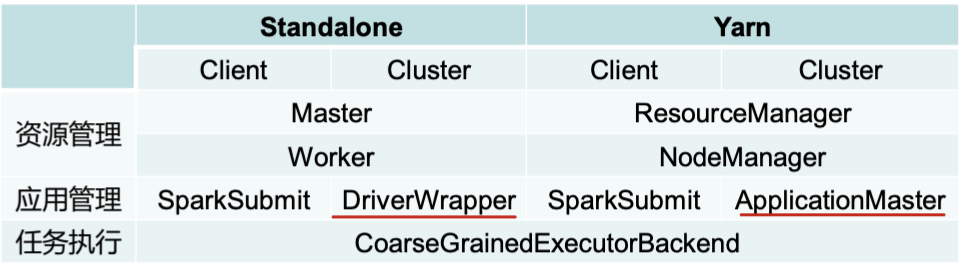 Standalone Yarn
Client Cluster Client Cluster
资源管理 Master ResourceManager
Worker NodeManager
应用管理 SparkSubmit DriverWrapper SparkSubmit ApplicationMaster
任务执行 CoarseGrainedExecutorBackend